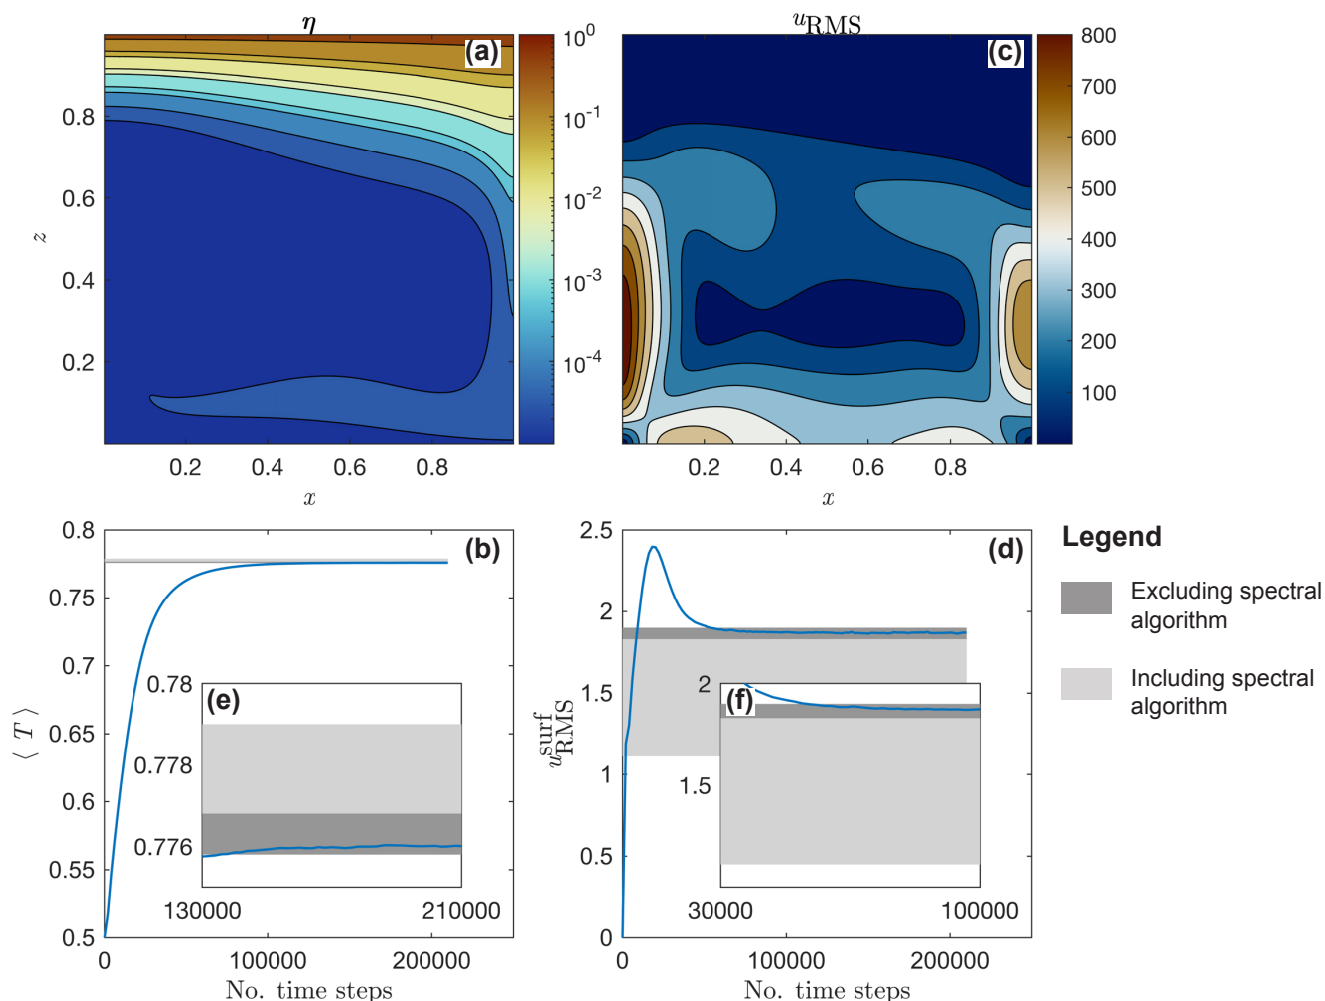 η
(a)
10^0
10^-1
10^-2
10^-3
10^-4
0.8
0.6
0.4
0.2
z
0.2 0.4 0.6 0.8
x
u_RMS
(c)
800
700
600
500
400
300
200
100
0.2 0.4 0.6 0.8
x
(b)
0.8
0.75
0.7
0.65
0.6
0.55
0.5
⟨ T ⟩
(e)
0.78
0.778
0.776
130000 210000
0 100000 200000
No. time steps
(d)
2.5
2
1.5
1
0.5
0
u_RMS^surf
(f)
2
1.5
30000 100000
0 100000 200000
No. time steps
Legend
Excluding spectral
algorithm
Including spectral
algorithm